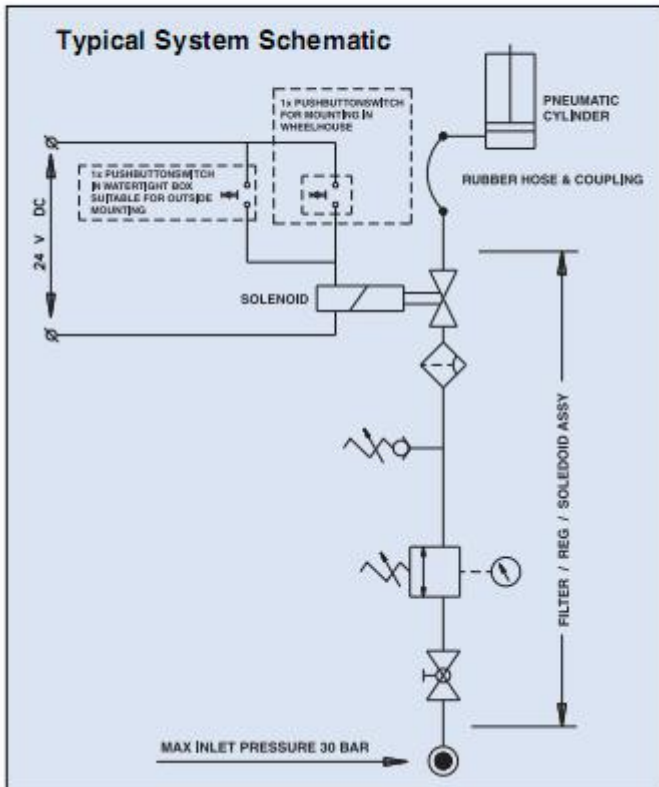 Typical System Schematic
1x PUSHBUTTONSWITCH
FOR MOUNTING IN
WHEELHOUSE
PNEUMATIC
CYLINDER
1x PUSHBUTTONSWITCH
IN WATERTIGHT BOX
SUITABLE FOR OUTSIDE
MOUNTING
RUBBER HOSE & COUPLING
24 V DC
SOLENOID
FILTER / REG / SOLEDOID ASSY
MAX INLET PRESSURE 30 BAR